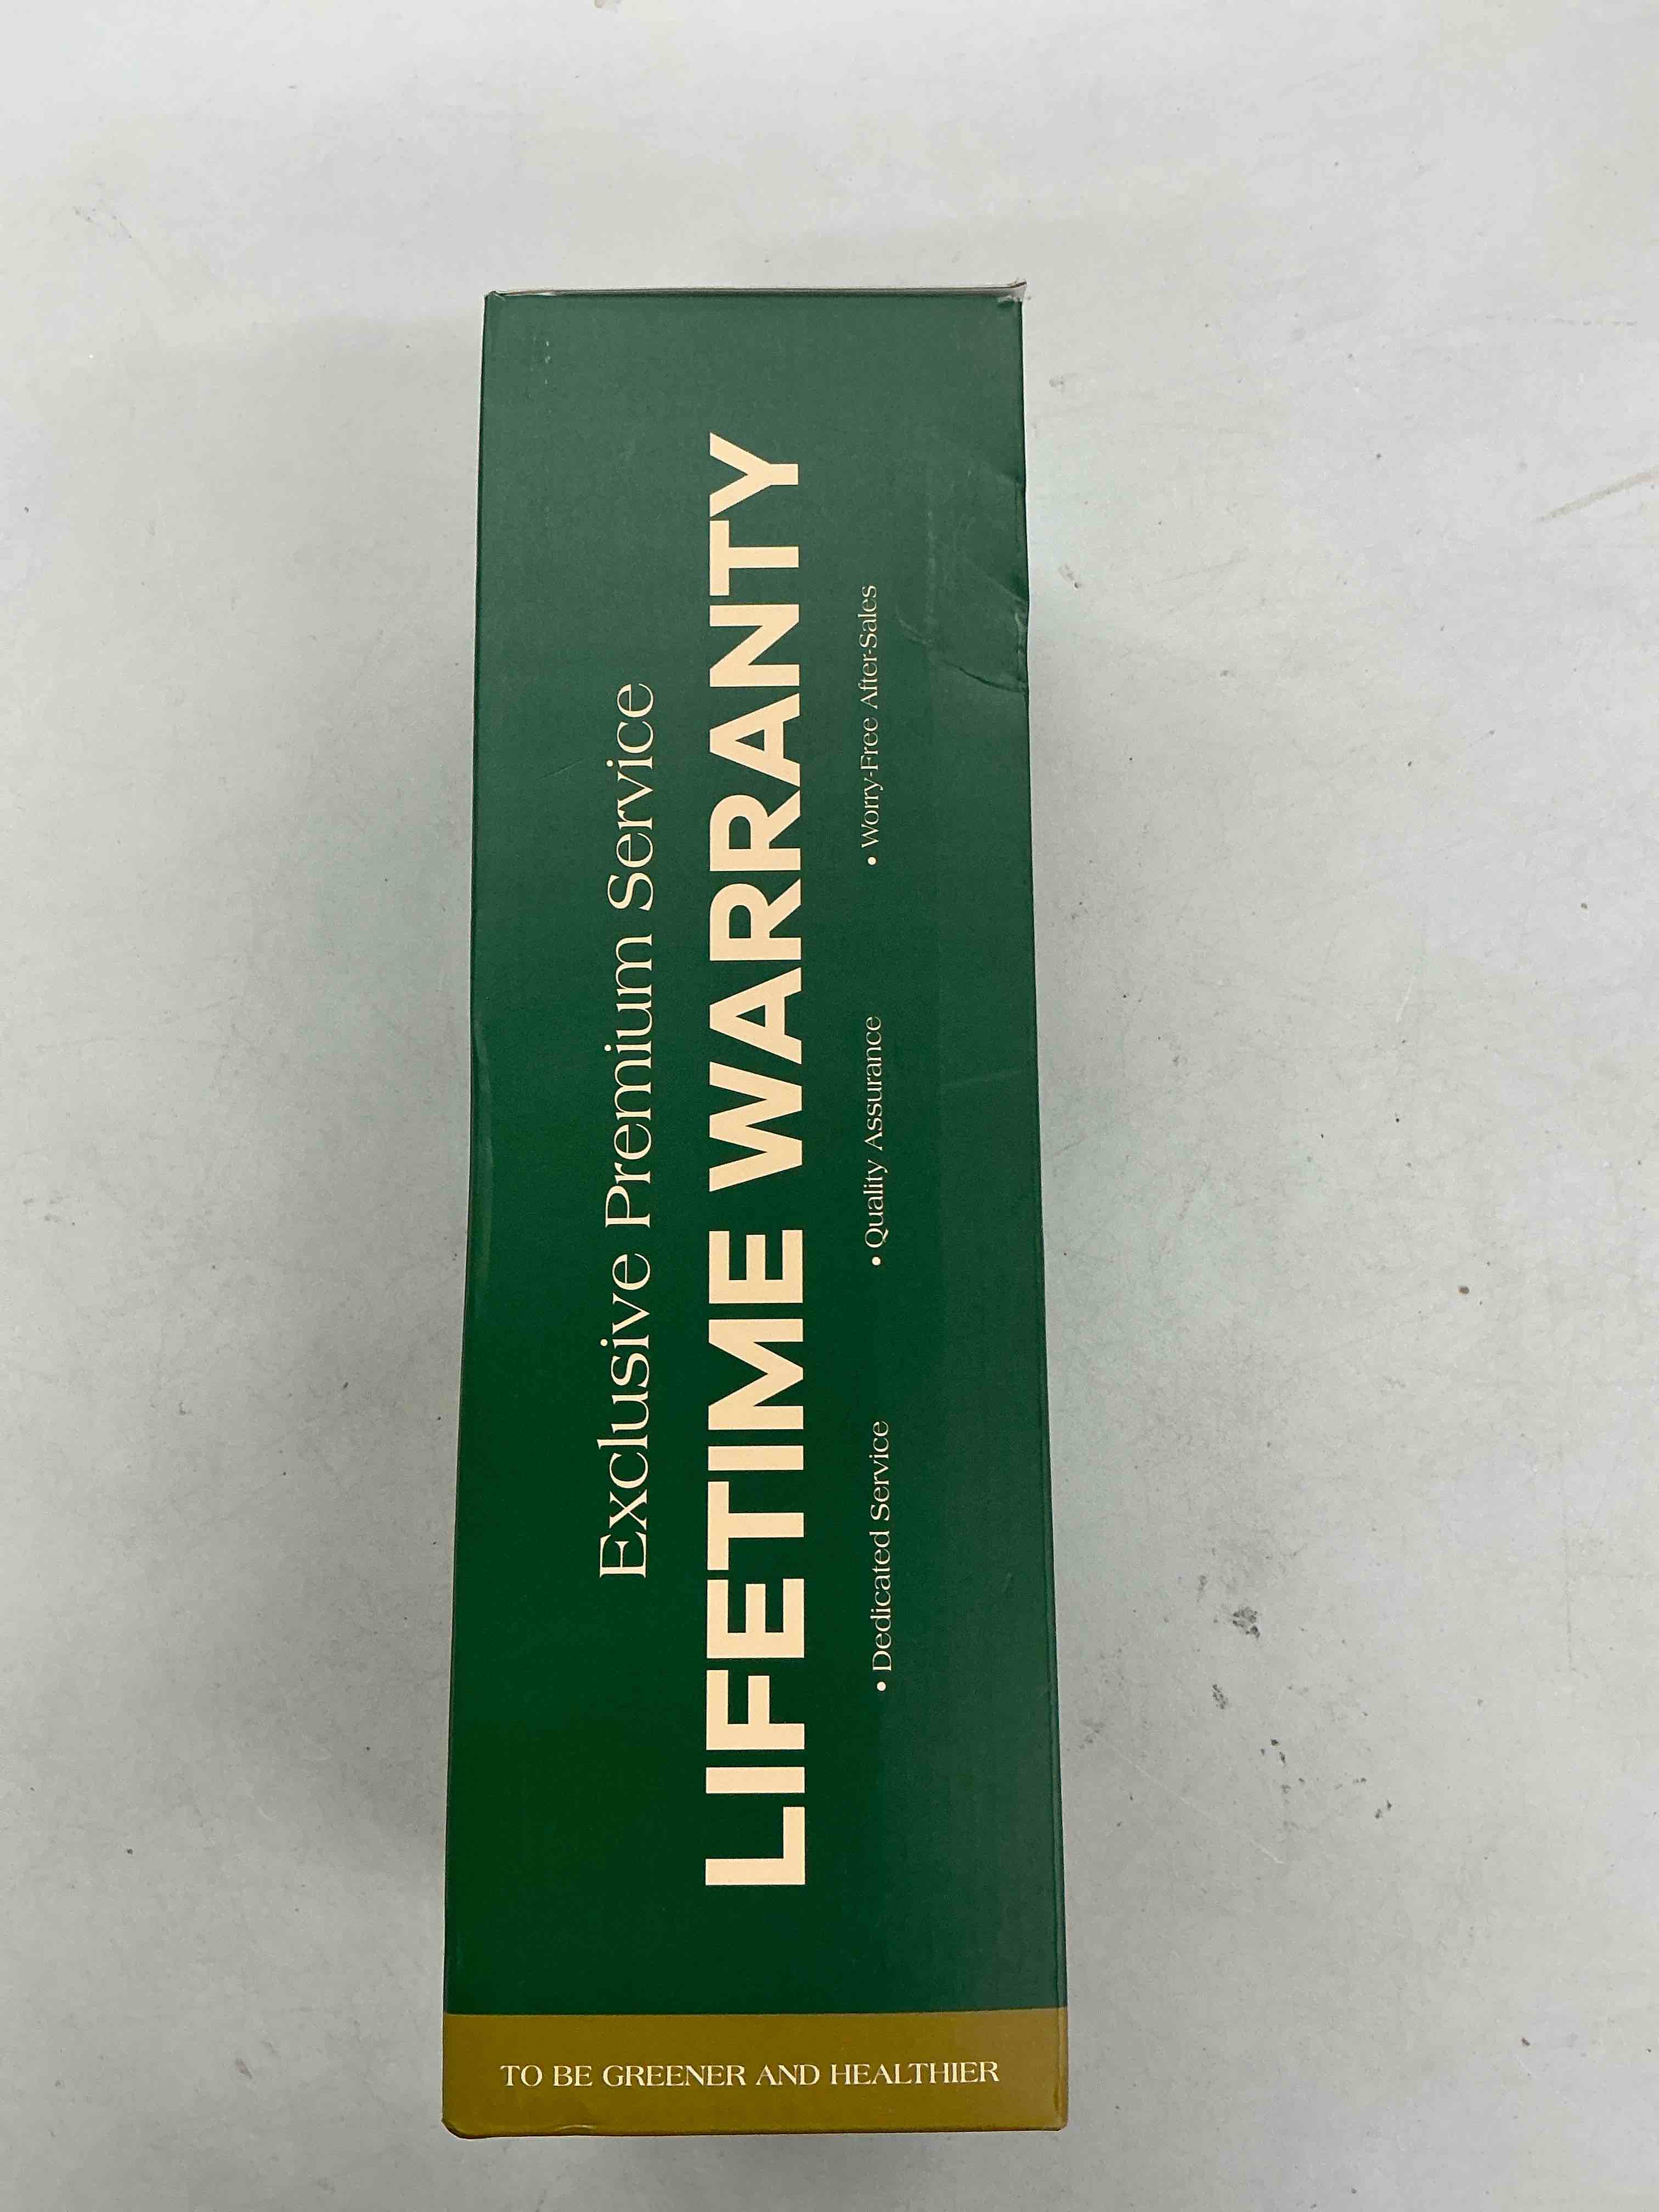 Exclusive Premium Service
LIFETIME WARRANTY
• Dedicated Service • Quality Assurance • Worry-Free After-Sales
TO BE GREENER AND HEALTHIER